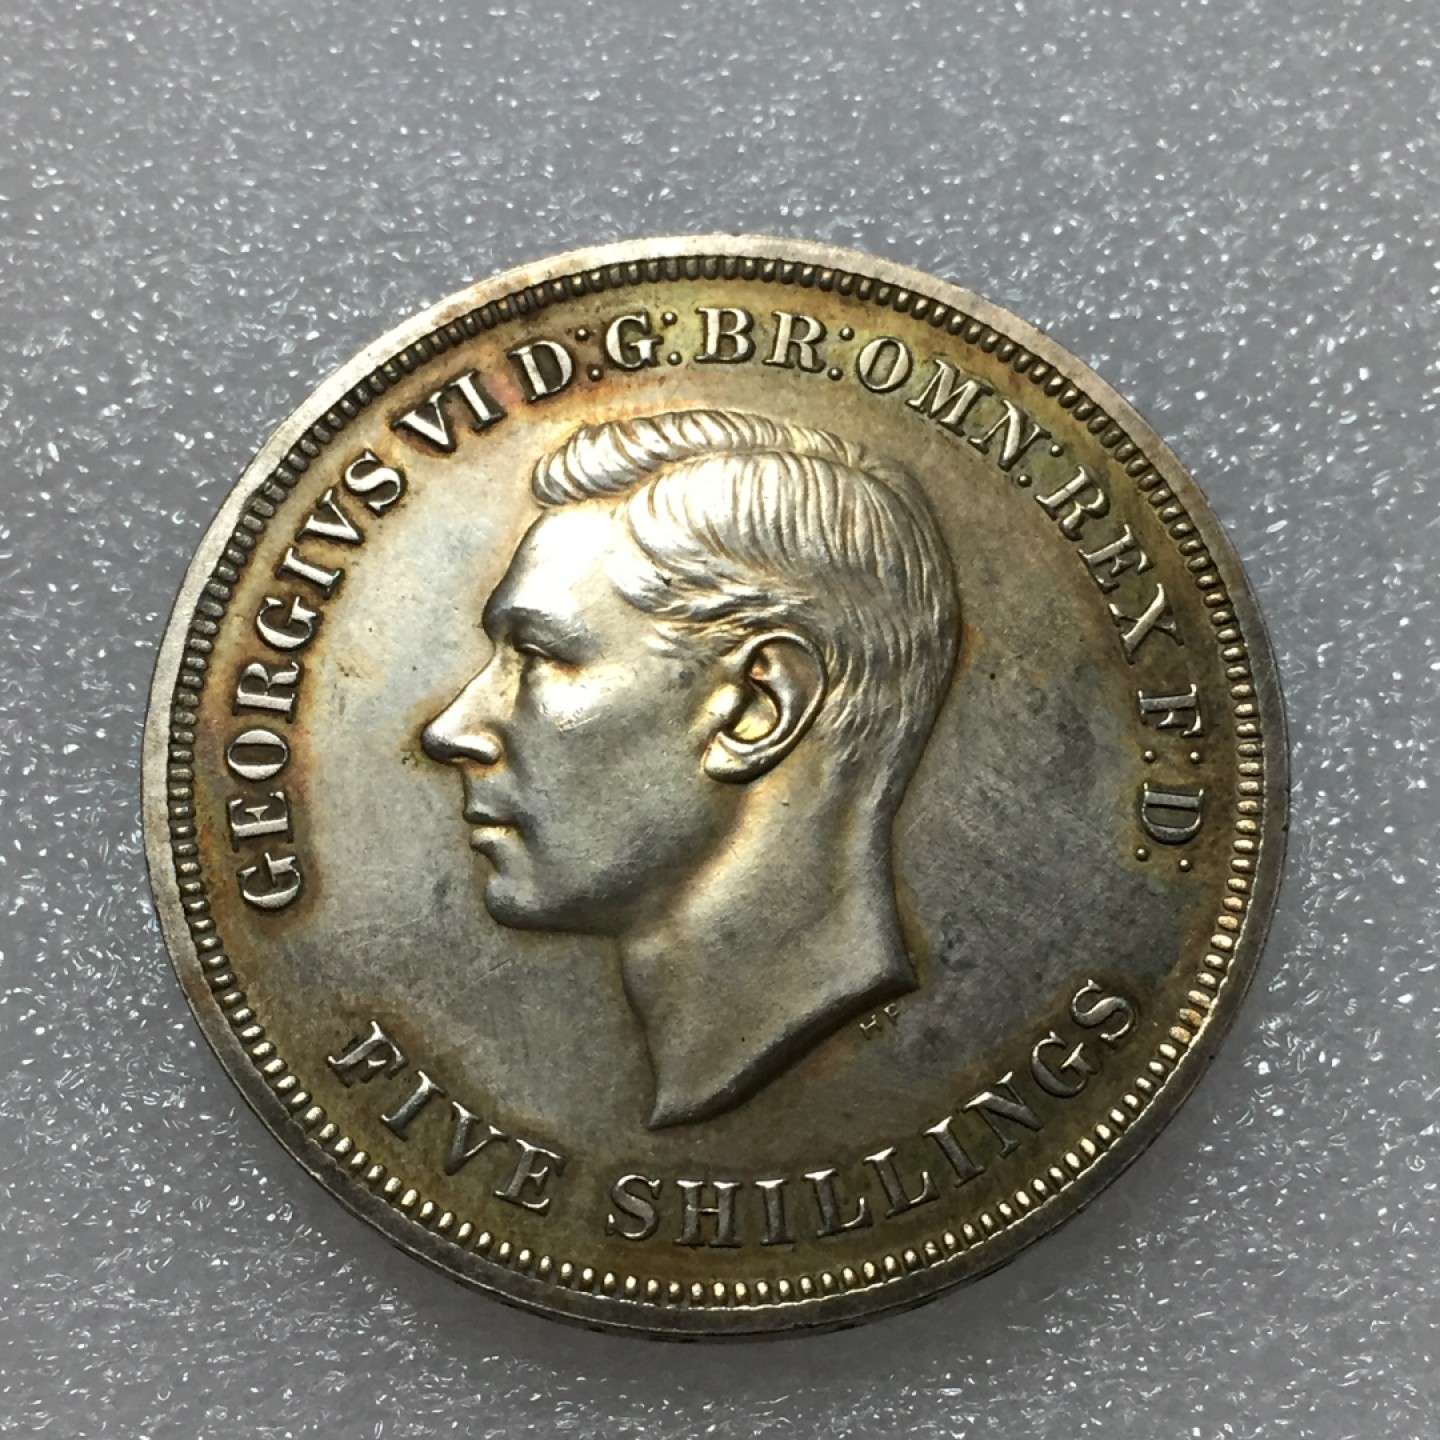 GEORGIVS VI D:G:BR:OMN:REX F:D:
HP
FIVE SHILLINGS